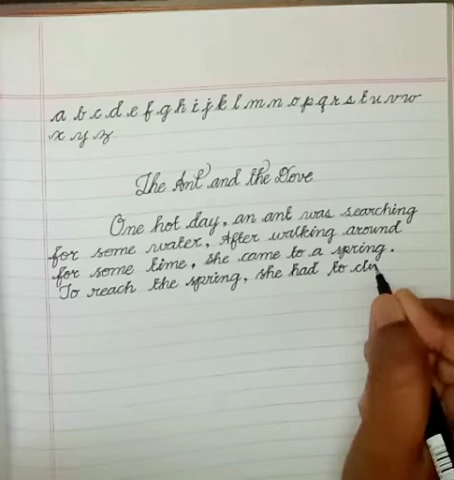 a b c d e f g h i j k l m n o p q r s t u v w
x y z
The Ant and the Dove
One hot day, an ant was searching
for some water, After walking around
for some time, she came to a spring.
To reach the spring, she had to cli